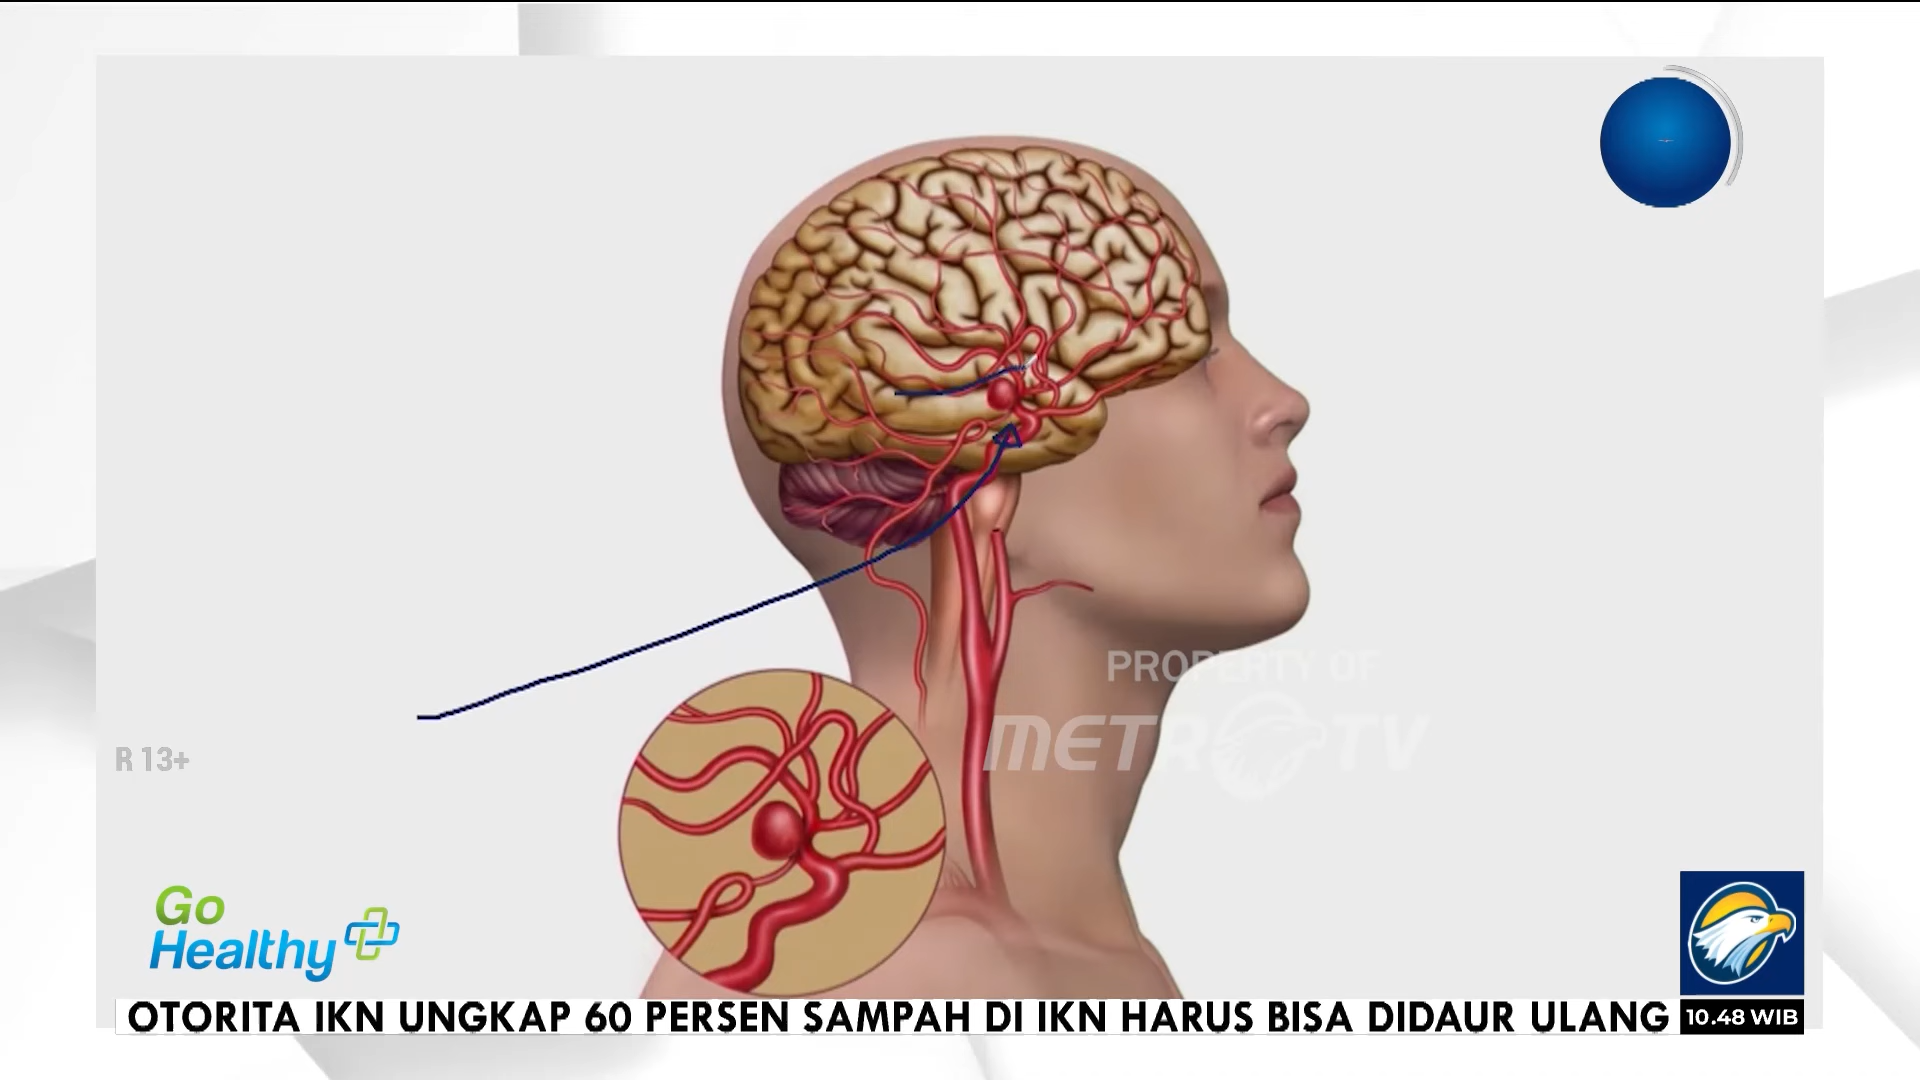 PROPERTY OF
METRO TV
R 13+
Go
Healthy
OTORITA IKN UNGKAP 60 PERSEN SAMPAH DI IKN HARUS BISA DIDAUR ULANG
10.48 WIB